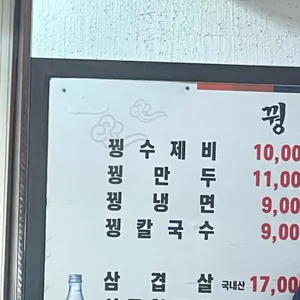 꿩
꿩수제비 10,00
꿩만두 11,00
꿩냉면 9,00
꿩칼국수 9,00
삼겹살 국내산 17,00